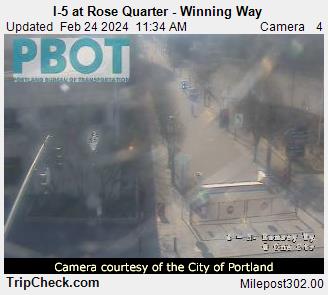 I-5 at Rose Quarter - Winning Way
Updated Feb 24 2024 11:34 AM Camera 4
PBOT
PORTLAND BUREAU OF TRANSPORTATION
Camera courtesy of the City of Portland
TripCheck.com Milepost302.00